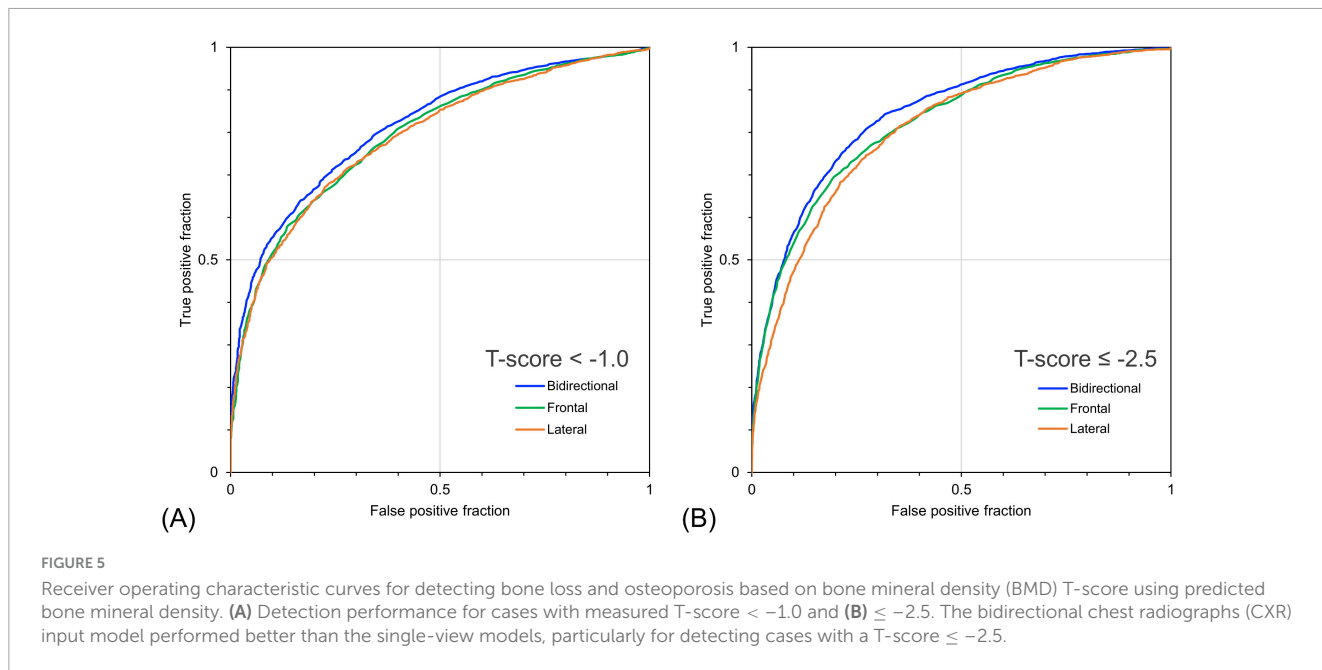 1
True positive fraction
0.5
T-score < -1.0
Bidirectional
Frontal
Lateral
0
0
0.5
1
False positive fraction
(A)
1
True positive fraction
0.5
T-score ≤ -2.5
Bidirectional
Frontal
Lateral
0
0
0.5
1
False positive fraction
(B)
FIGURE 5
Receiver operating characteristic curves for detecting bone loss and osteoporosis based on bone mineral density (BMD) T-score using predicted
bone mineral density. (A) Detection performance for cases with measured T-score < −1.0 and (B) ≤ −2.5. The bidirectional chest radiographs (CXR)
input model performed better than the single-view models, particularly for detecting cases with a T-score ≤ −2.5.